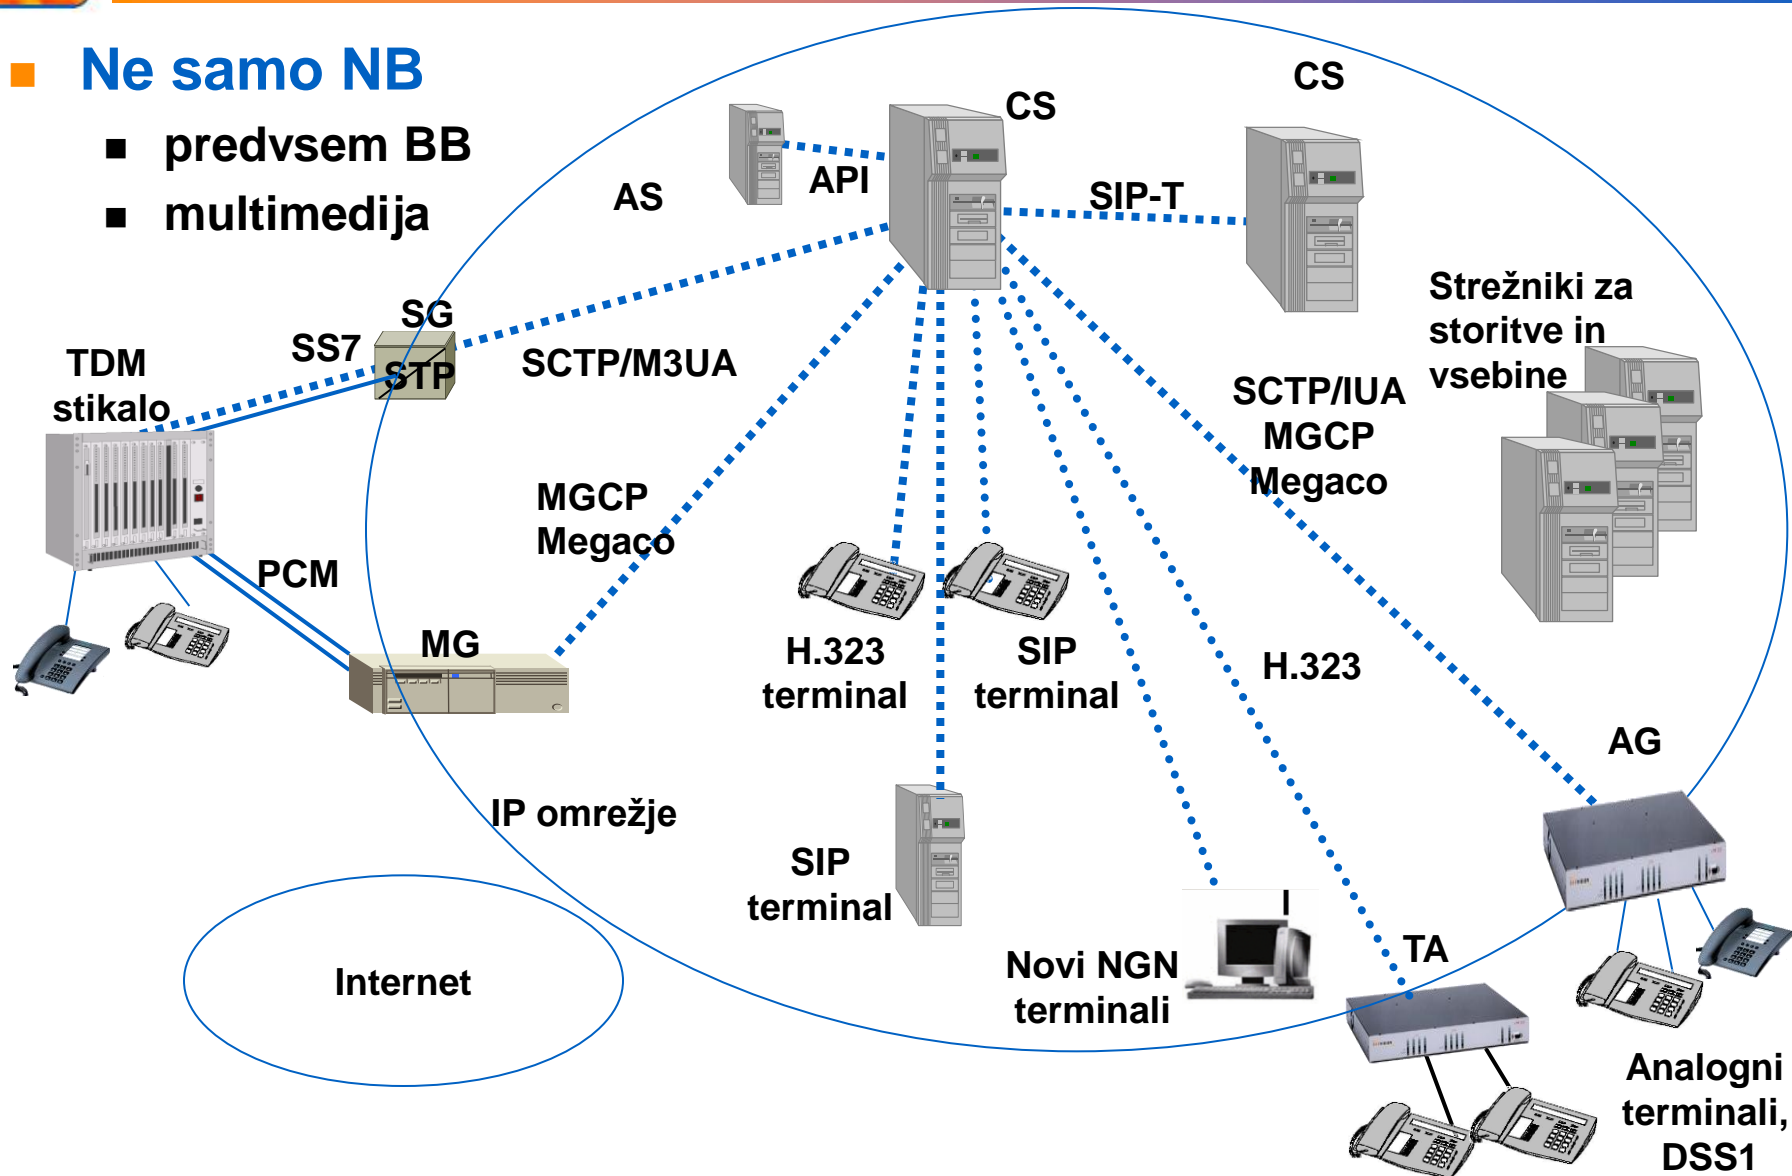 Ne samo NB
predvsem BB
multimedija
CS
CS
AS
API
SIP-T
SG
SS7
STP
TDM
stikalo
SCTP/M3UA
Strežniki za
storitve in
vsebine
SCTP/IUA
MGCP
Megaco
MGCP
Megaco
PCM
MG
H.323
terminal
SIP
terminal
H.323
AG
IP omrežje
SIP
terminal
Internet
Novi NGN
terminali
TA
Analogni
terminali,
DSS1